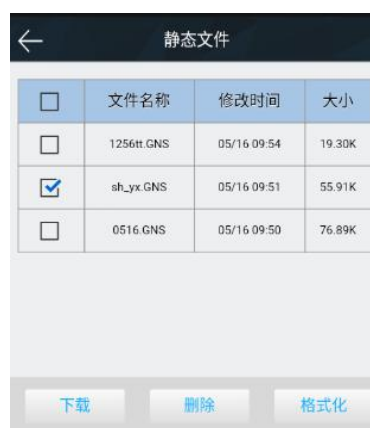 静态文件
文件名称 修改时间 大小
1256tt.GNS 05/16 09:54 19.30K
sh_yx.GNS 05/16 09:51 55.91K
0516.GNS 05/16 09:50 76.89K
下载 删除 格式化